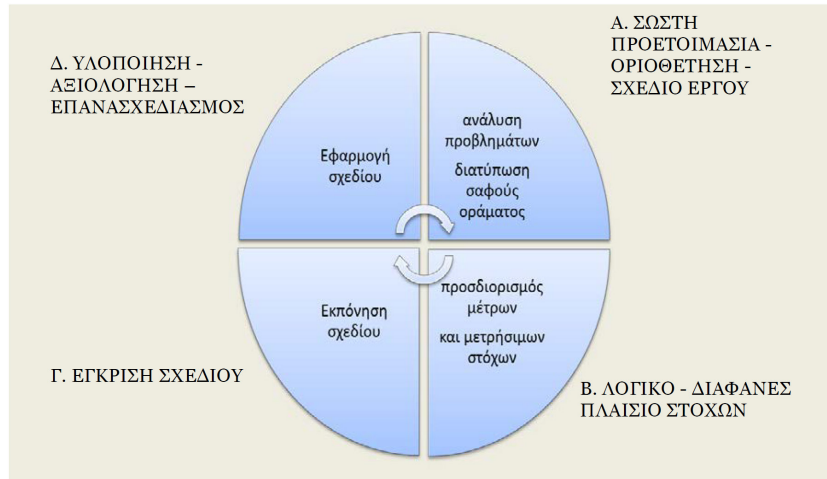 Α. ΣΩΣΤΗ
ΠΡΟΕΤΟΙΜΑΣΙΑ -
ΟΡΙΟΘΕΤΗΣΗ -
ΣΧΕΔΙΟ ΕΡΓΟΥ
ανάλυση
προβλημάτων
διατύπωση
σαφούς
οράματος
προσδιορισμός
μέτρων
και μετρήσιμων
στόχων
Β. ΛΟΓΙΚΟ - ΔΙΑΦΑΝΕΣ
ΠΛΑΙΣΙΟ ΣΤΟΧΩΝ
Εκπόνηση
σχεδίου
Γ. ΕΓΚΡΙΣΗ ΣΧΕΔΙΟΥ
Δ. ΥΛΟΠΟΙΗΣΗ -
ΑΞΙΟΛΟΓΗΣΗ –
ΕΠΑΝΑΣΧΕΔΙΑΣΜΟΣ
Εφαρμογή
σχεδίου